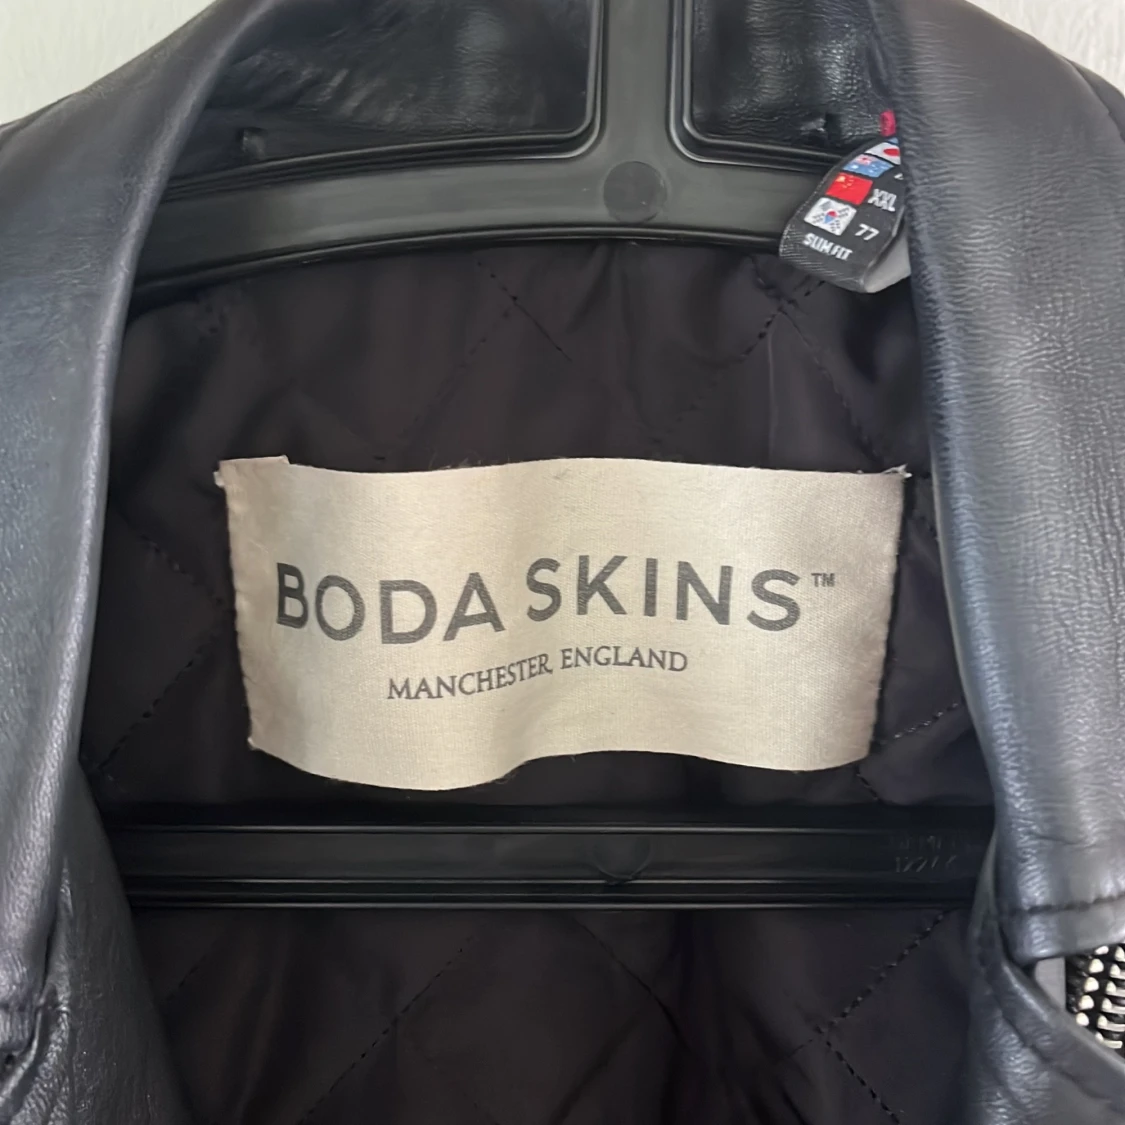 XXL
77
SLIM FIT
BODA SKINS™
MANCHESTER, ENGLAND